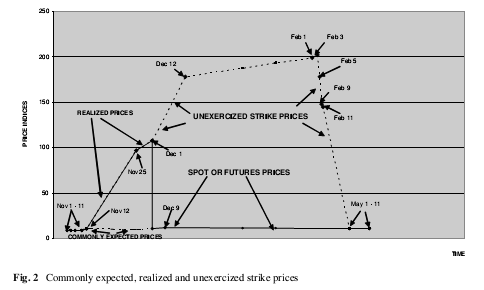 250
Feb 1 Feb 3
200
Dec 12
Feb 5
Feb 9
150
REALIZED PRICES
UNEXERCIZED STRIKE PRICES
Feb 11
PRICE INDICES
100
Dec 1
Nov25
SPOT OR FUTURES PRICES
50
Nov 1 - 11
Nov 12
Dec 9
May 1 - 11
0
COMMONLY EXPECTED PRICES
TIME
Fig. 2 Commonly expected, realized and unexercized strike prices